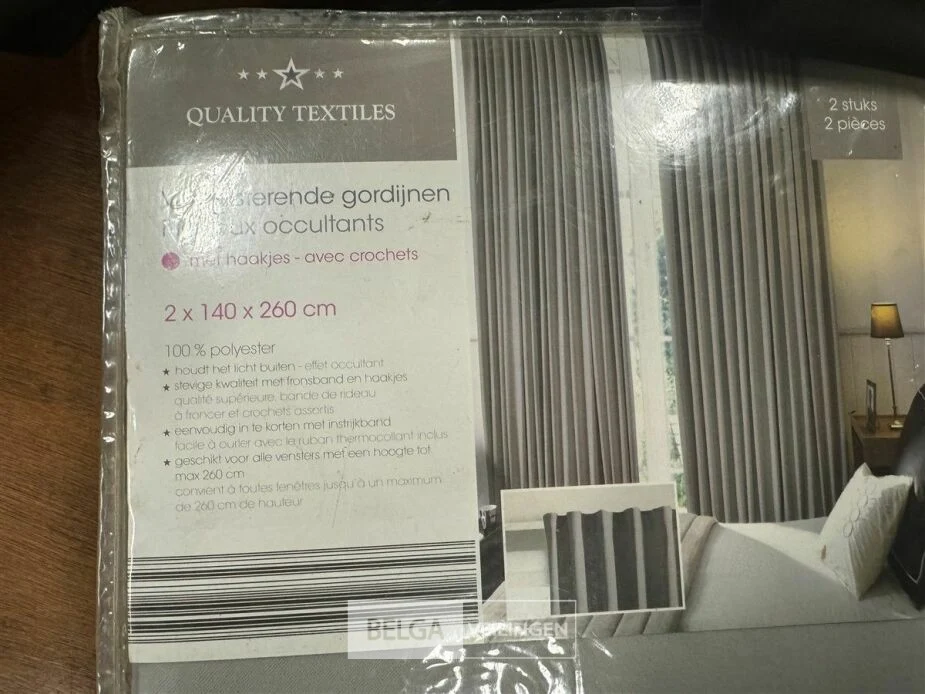 QUALITY TEXTILES
2 stuks
2 pièces
gordijnen
occultants
met haakjes - avec crochets
2 x 140 x 260 cm
100 % polyester
houdt het licht buiten - effet occultant
stevige kwaliteit met fronsband en haakjes
qualité supérieure, bande de rideau
à froncer et crochets assortis
eenvoudig in te korten met instrijkband
facile à ourler avec le ruban thermocollant inclus
geschikt voor alle vensters met een hoogte tot
max 260 cm
convient à toutes fenêtres jusqu'à un maximum
de 260 cm de hauteur
BELGA VEILINGEN